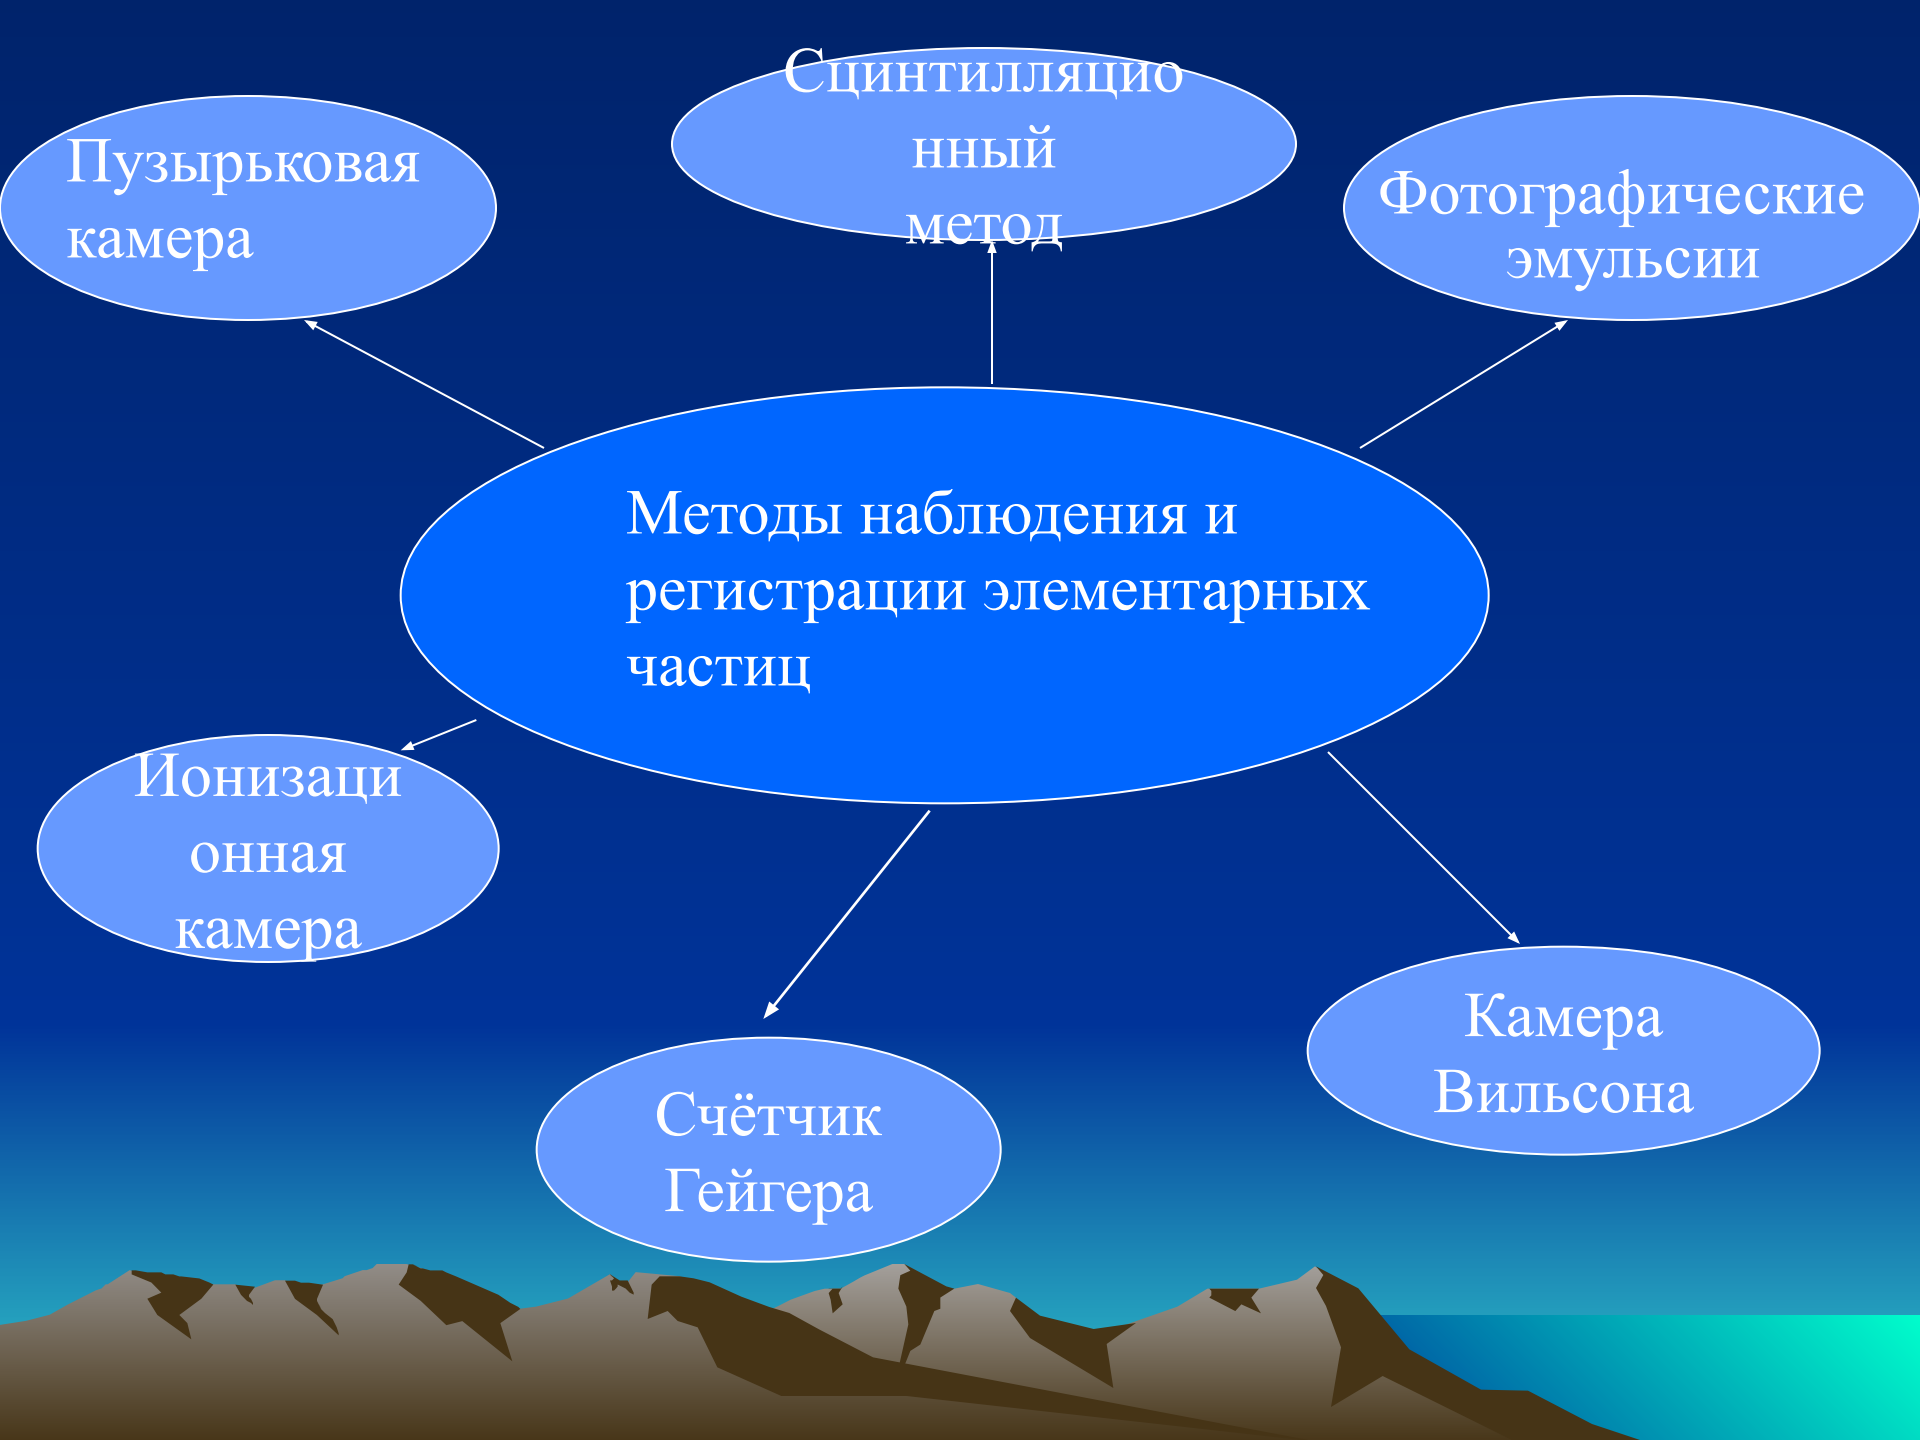 Сцинтилляцио
нный
метод
Пузырьковая
камера
Фотографические
эмульсии
Методы наблюдения и
регистрации элементарных
частиц
Ионизаци
онная
камера
Камера
Вильсона
Счётчик
Гейгера